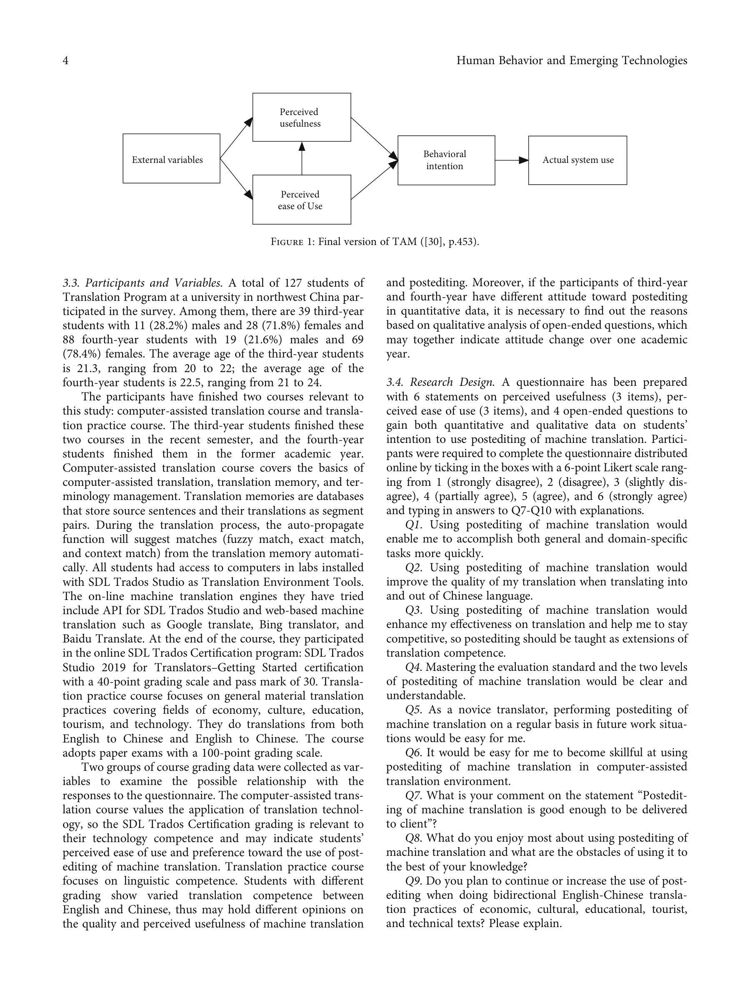 4
Human Behavior and Emerging Technologies
Perceived
usefulness
External variables
Behavioral
intention
Actual system use
Perceived
ease of Use
FIGURE 1: Final version of TAM ([30], p.453).
3.3. Participants and Variables. A total of 127 students of
Translation Program at a university in northwest China par-
ticipated in the survey. Among them, there are 39 third-year
students with 11 (28.2%) males and 28 (71.8%) females and
88 fourth-year students with 19 (21.6%) males and 69
(78.4%) females. The average age of the third-year students
is 21.3, ranging from 20 to 22; the average age of the
fourth-year students is 22.5, ranging from 21 to 24.
The participants have finished two courses relevant to
this study: computer-assisted translation course and transla-
tion practice course. The third-year students finished these
two courses in the recent semester, and the fourth-year
students finished them in the former academic year.
Computer-assisted translation course covers the basics of
computer-assisted translation, translation memory, and ter-
minology management. Translation memories are databases
that store source sentences and their translations as segment
pairs. During the translation process, the auto-propagate
function will suggest matches (fuzzy match, exact match,
and context match) from the translation memory automati-
cally. All students had access to computers in labs installed
with SDL Trados Studio as Translation Environment Tools.
The on-line machine translation engines they have tried
include API for SDL Trados Studio and web-based machine
translation such as Google translate, Bing translator, and
Baidu Translate. At the end of the course, they participated
in the online SDL Trados Certification program: SDL Trados
Studio 2019 for Translators–Getting Started certification
with a 40-point grading scale and pass mark of 30. Transla-
tion practice course focuses on general material translation
practices covering fields of economy, culture, education,
tourism, and technology. They do translations from both
English to Chinese and English to Chinese. The course
adopts paper exams with a 100-point grading scale.
Two groups of course grading data were collected as var-
iables to examine the possible relationship with the
responses to the questionnaire. The computer-assisted trans-
lation course values the application of translation technol-
ogy, so the SDL Trados Certification grading is relevant to
their technology competence and may indicate students’
perceived ease of use and preference toward the use of post-
editing of machine translation. Translation practice course
focuses on linguistic competence. Students with different
grading show varied translation competence between
English and Chinese, thus may hold different opinions on
the quality and perceived usefulness of machine translation
and postediting. Moreover, if the participants of third-year
and fourth-year have different attitude toward postediting
in quantitative data, it is necessary to find out the reasons
based on qualitative analysis of open-ended questions, which
may together indicate attitude change over one academic
year.
3.4. Research Design. A questionnaire has been prepared
with 6 statements on perceived usefulness (3 items), per-
ceived ease of use (3 items), and 4 open-ended questions to
gain both quantitative and qualitative data on students’
intention to use postediting of machine translation. Partici-
pants were required to complete the questionnaire distributed
online by ticking in the boxes with a 6-point Likert scale rang-
ing from 1 (strongly disagree), 2 (disagree), 3 (slightly dis-
agree), 4 (partially agree), 5 (agree), and 6 (strongly agree)
and typing in answers to Q7-Q10 with explanations.
Q1. Using postediting of machine translation would
enable me to accomplish both general and domain-specific
tasks more quickly.
Q2. Using postediting of machine translation would
improve the quality of my translation when translating into
and out of Chinese language.
Q3. Using postediting of machine translation would
enhance my effectiveness on translation and help me to stay
competitive, so postediting should be taught as extensions of
translation competence.
Q4. Mastering the evaluation standard and the two levels
of postediting of machine translation would be clear and
understandable.
Q5. As a novice translator, performing postediting of
machine translation on a regular basis in future work situa-
tions would be easy for me.
Q6. It would be easy for me to become skillful at using
postediting of machine translation in computer-assisted
translation environment.
Q7. What is your comment on the statement “Postedit-
ing of machine translation is good enough to be delivered
to client”?
Q8. What do you enjoy most about using postediting of
machine translation and what are the obstacles of using it to
the best of your knowledge?
Q9. Do you plan to continue or increase the use of post-
editing when doing bidirectional English-Chinese transla-
tion practices of economic, cultural, educational, tourist,
and technical texts? Please explain.